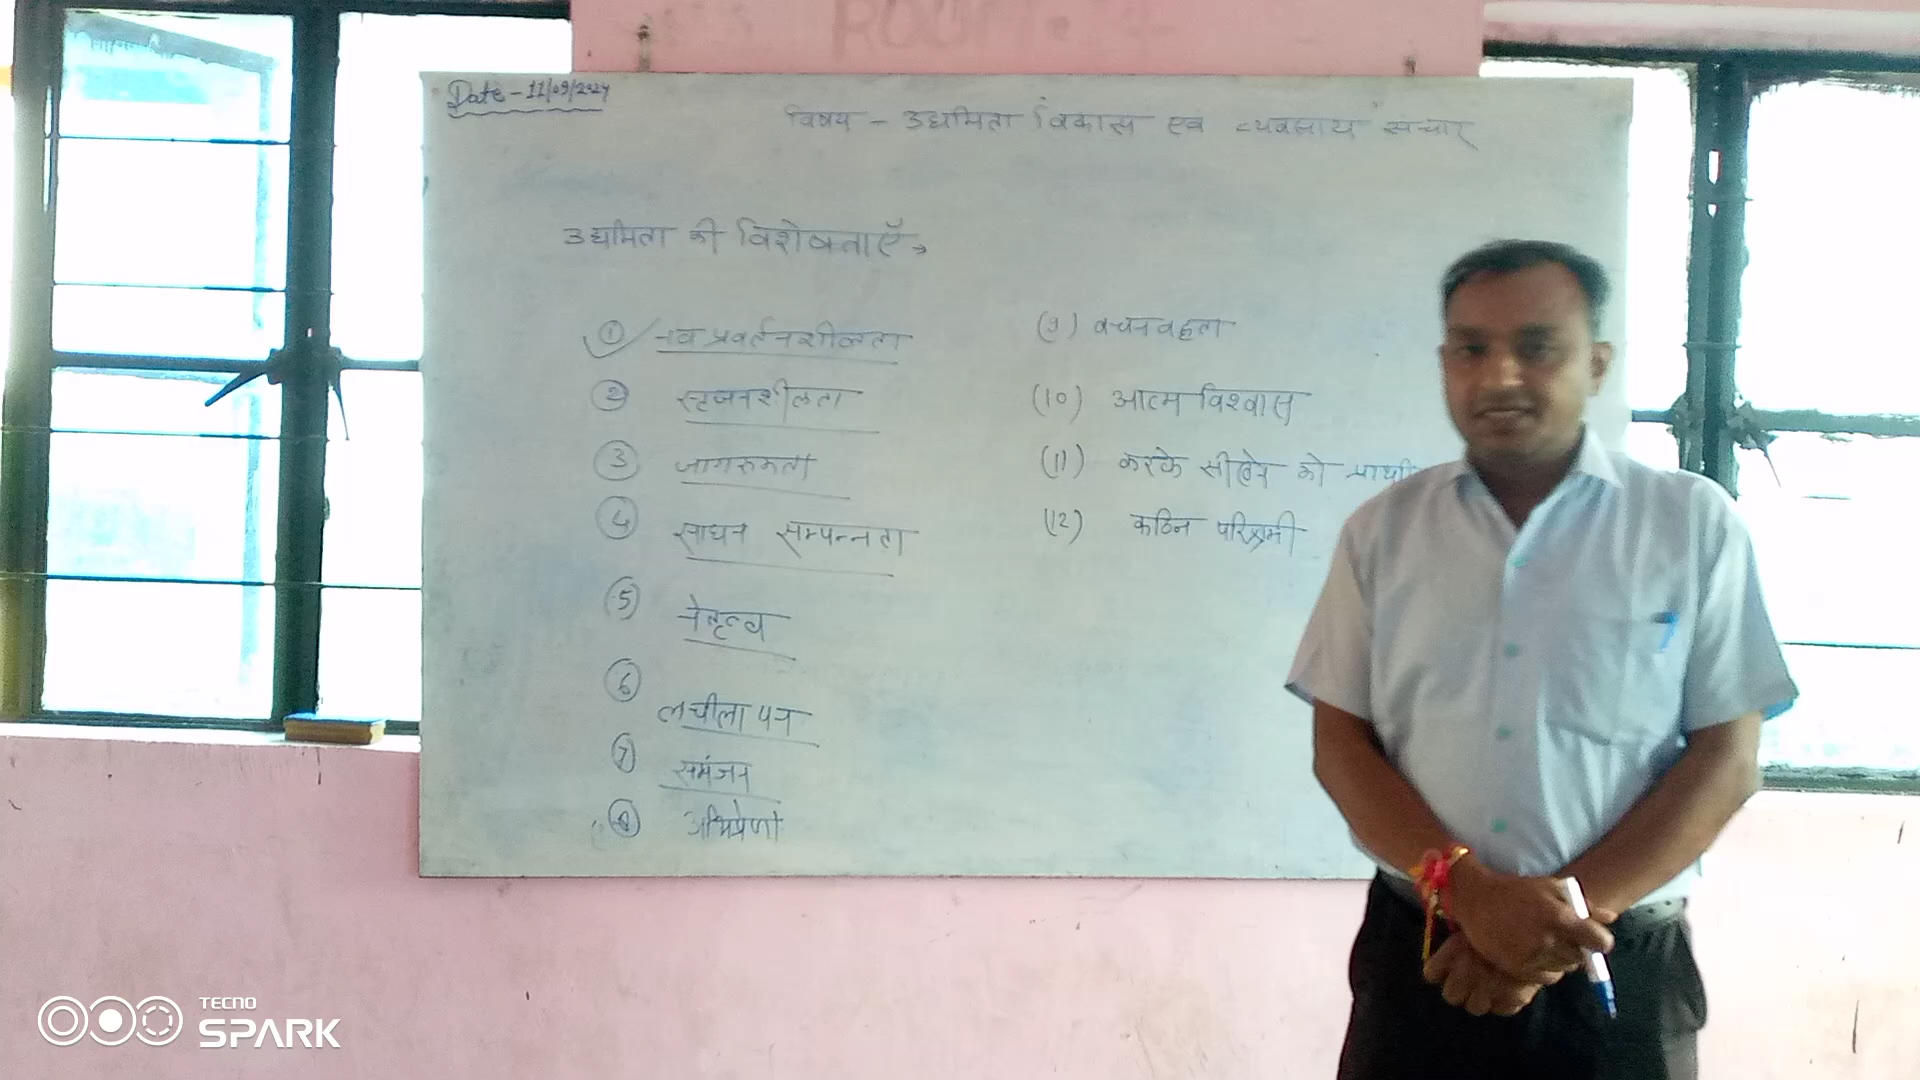 Date - 11/09/2024
विषय - उद्यमिता विकास एवं व्यवसाय संचार
उद्यमिता की विशेषताएँ →
① नव प्रवर्तनशीलता
② सृजनशीलता
③ जागरूकता
④ साधन सम्पन्नता
⑤ नेतृत्व
⑥ लचीलापन
⑦ समंजन
⑧ अभिप्रेणा
(9) वचनबद्धता
(10) आत्म विश्वास
(11) करके सीखने को
(12) कठिन परिश्रमी
TECNO
SPARK